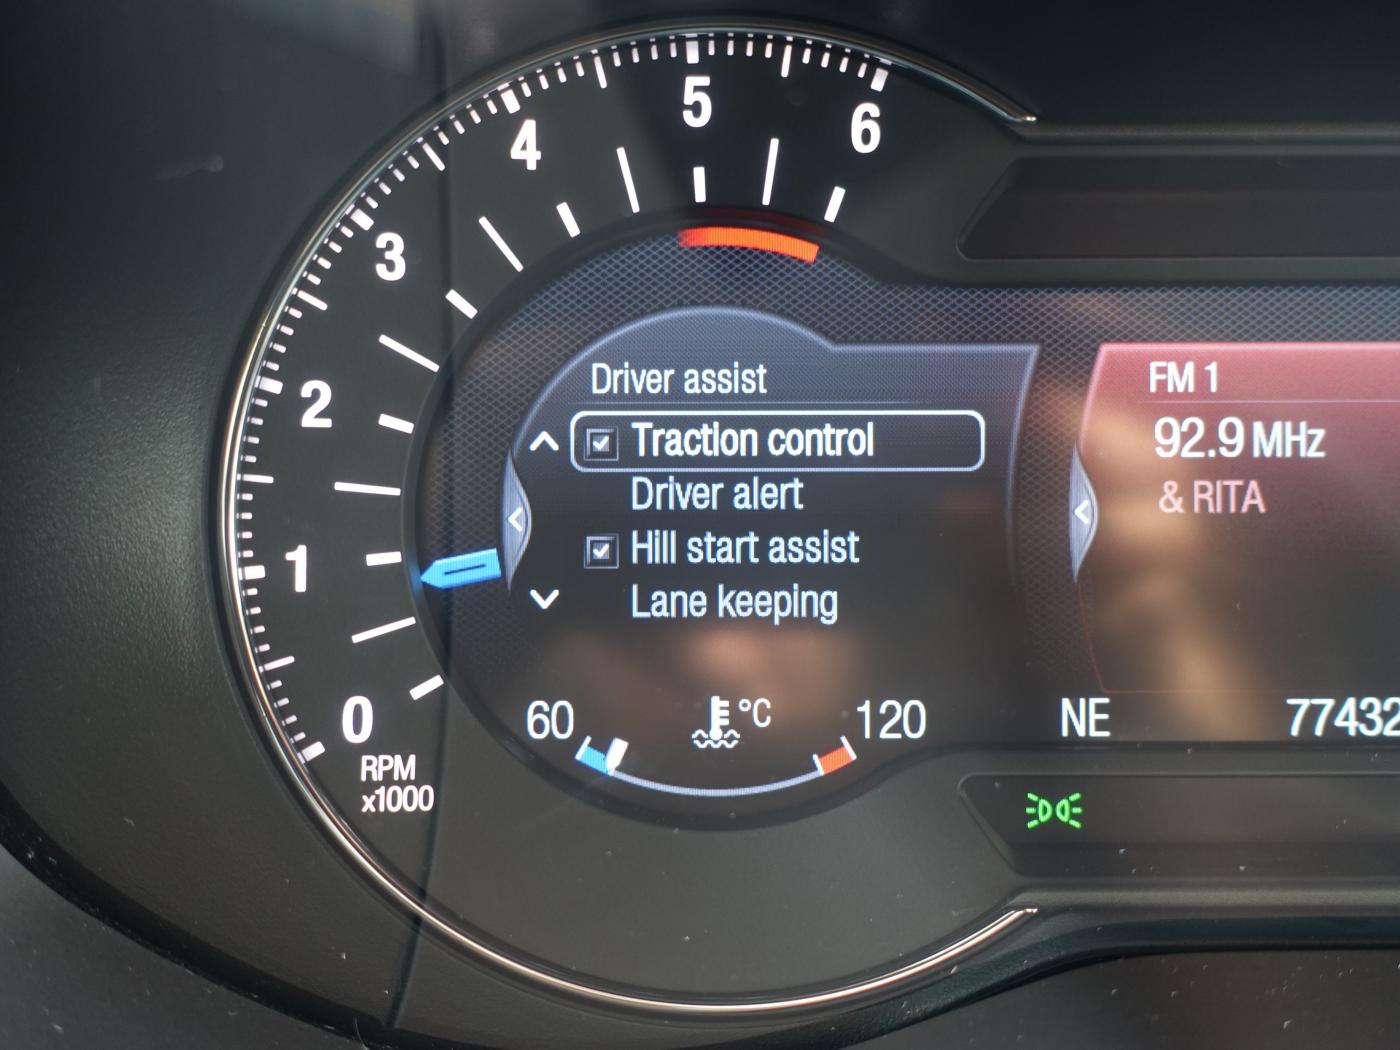 6
5
4
3
2
1
0
RPM
x1000
Driver assist
Traction control
Driver alert
Hill start assist
Lane keeping
60
°C
120
FM 1
92.9 MHz
& RITA
NE
77432